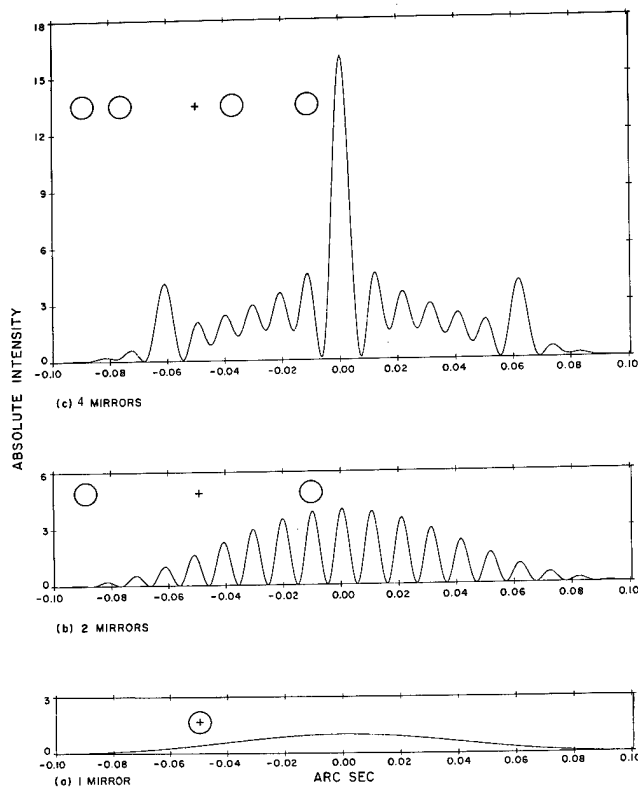 ABSOLUTE INTENSITY
18
15
12
9
6
3
0
-0.10 -0.08 -0.06 -0.04 -0.02 0.00 0.02 0.04 0.06 0.08 0.10
(c) 4 MIRRORS
6
3
0
-0.10 -0.08 -0.06 -0.04 -0.02 0.00 0.02 0.04 0.06 0.08 0.10
(b) 2 MIRRORS
3
0
-0.10 -0.08 -0.06 -0.04 -0.02 0.00 0.02 0.04 0.06 0.08 0.10
(a) 1 MIRROR
ARC SEC